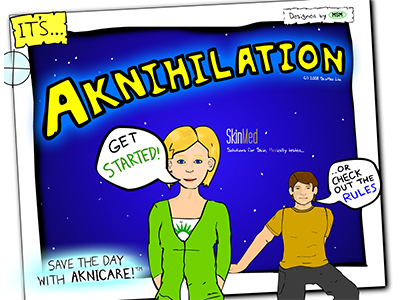 IT'S...
Designed by MSM
AKNIHILATION
(C) 2008 SkinMed Ltd.
GET
STARTED!
SkinMed
Solutions for Skin, Clinically tested...
...OR
CHECK
OUT THE
RULES
SAVE THE DAY
WITH AKNICARE!™